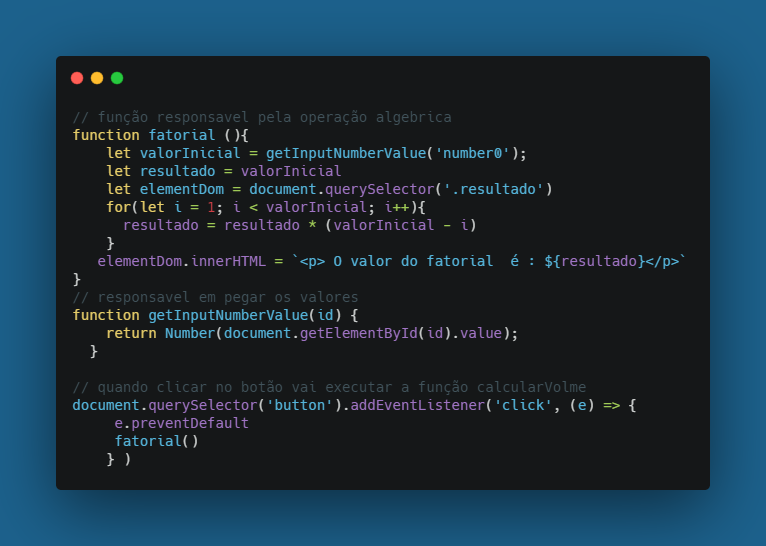 // função responsavel pela operação algebrica
function fatorial (){
    let valorInicial = getInputNumberValue('number0');
    let resultado = valorInicial
    let elementDom = document.querySelector('.resultado')
    for(let i = 1; i < valorInicial; i++){
      resultado = resultado * (valorInicial - i)
    }
   elementDom.innerHTML = `<p> O valor do fatorial  é : ${resultado}</p>`
}
// responsavel em pegar os valores
function getInputNumberValue(id) {
    return Number(document.getElementById(id).value);
  }
// quando clicar no botão vai executar a função calcularVolme
document.querySelector('button').addEventListener('click', (e) => {
     e.preventDefault
     fatorial()
    } )